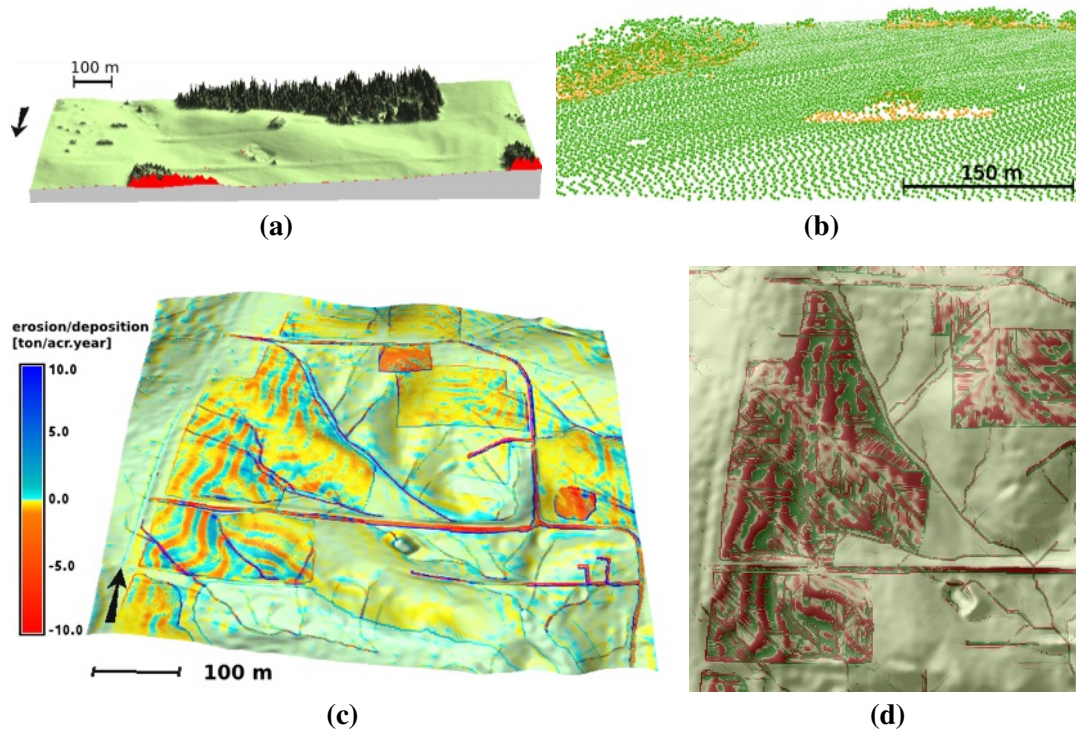 100 m
(a)
150 m
(b)
erosion/deposition
[ton/acr.year]
10.0
5.0
0.0
-5.0
-10.0
100 m
(c)
(d)